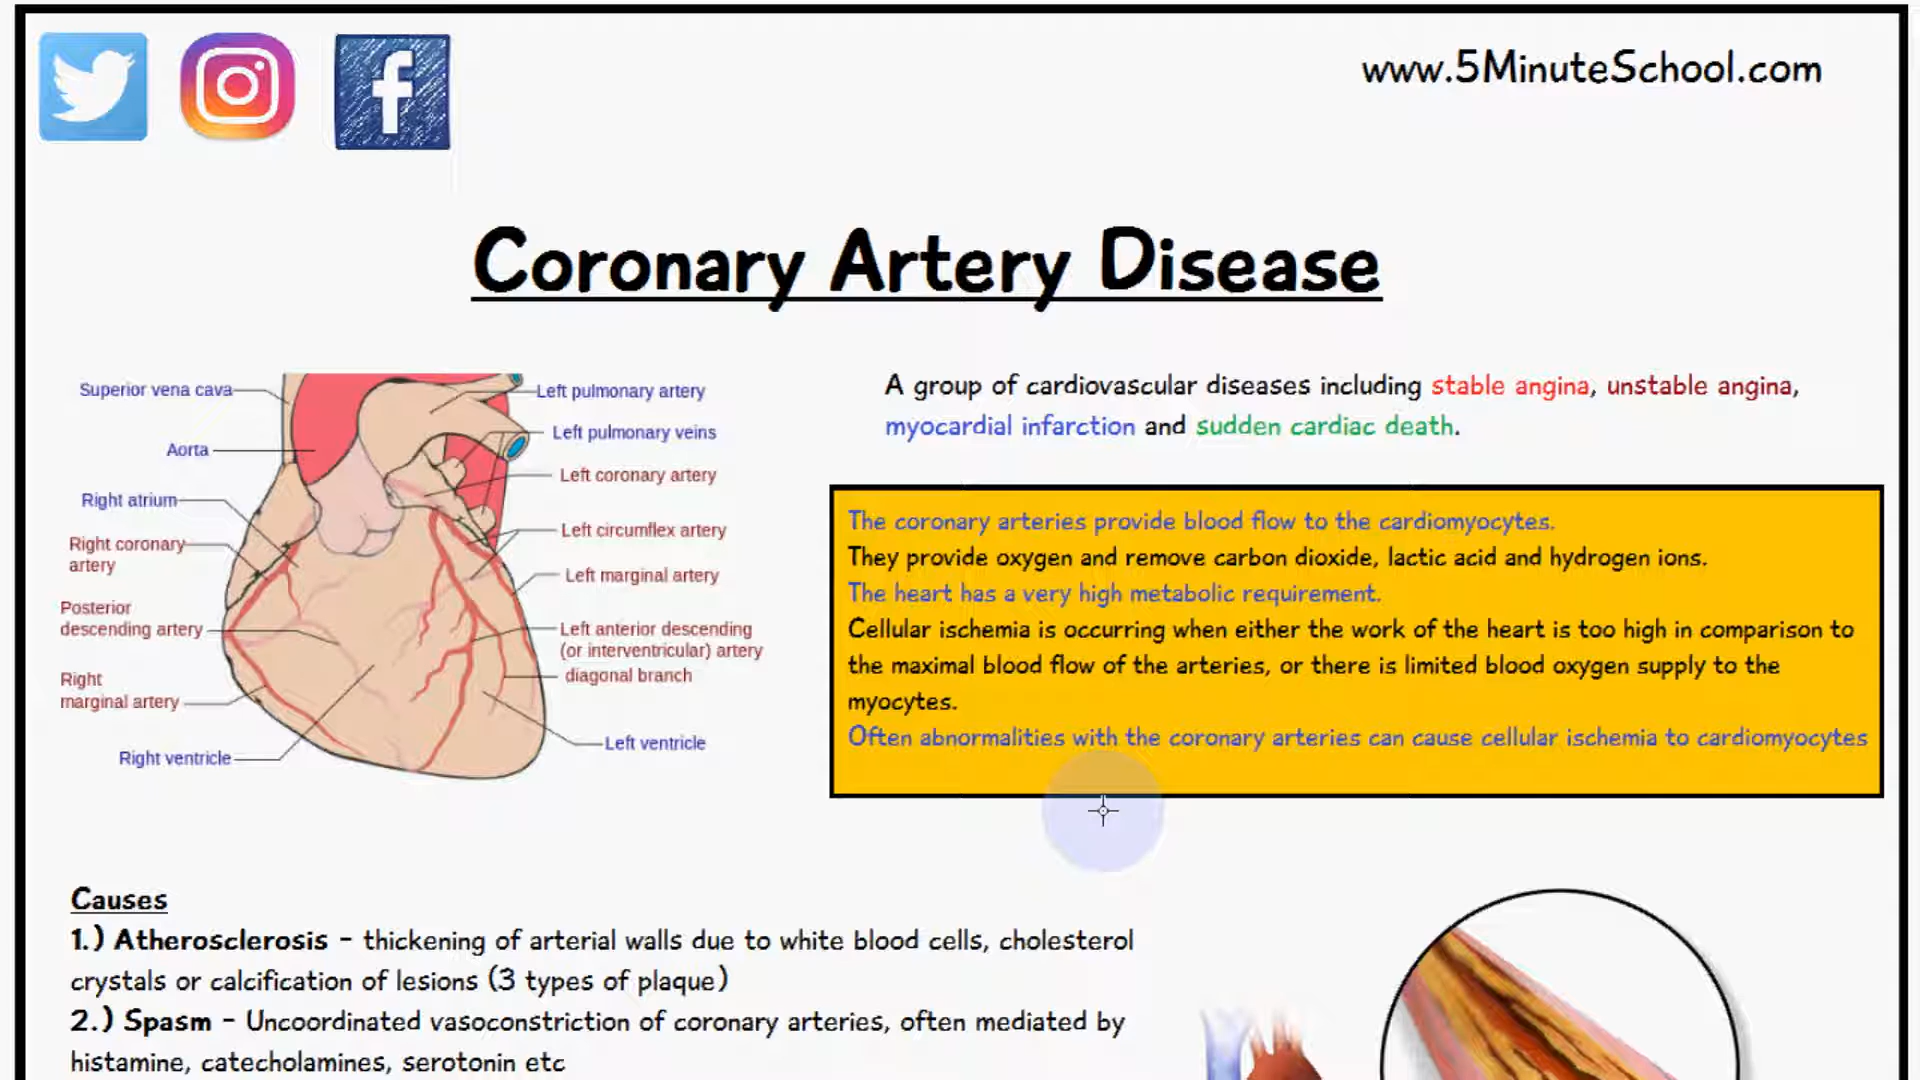 www.5MinuteSchool.com
Coronary Artery Disease
Superior vena cava
Aorta
Right atrium
Right coronary
artery
Posterior
descending artery
Right
marginal artery
Right ventricle
Left pulmonary artery
Left pulmonary veins
Left coronary artery
Left circumflex artery
Left marginal artery
Left anterior descending
(or interventricular) artery
diagonal branch
Left ventricle
A group of cardiovascular diseases including stable angina, unstable angina,
myocardial infarction and sudden cardiac death.
The coronary arteries provide blood flow to the cardiomyocytes.
They provide oxygen and remove carbon dioxide, lactic acid and hydrogen ions.
The heart has a very high metabolic requirement.
Cellular ischemia is occurring when either the work of the heart is too high in comparison to
the maximal blood flow of the arteries, or there is limited blood oxygen supply to the
myocytes.
Often abnormalities with the coronary arteries can cause cellular ischemia to cardiomyocytes
Causes
1.) Atherosclerosis - thickening of arterial walls due to white blood cells, cholesterol
crystals or calcification of lesions (3 types of plaque)
2.) Spasm - Uncoordinated vasoconstriction of coronary arteries, often mediated by
histamine, catecholamines, serotonin etc